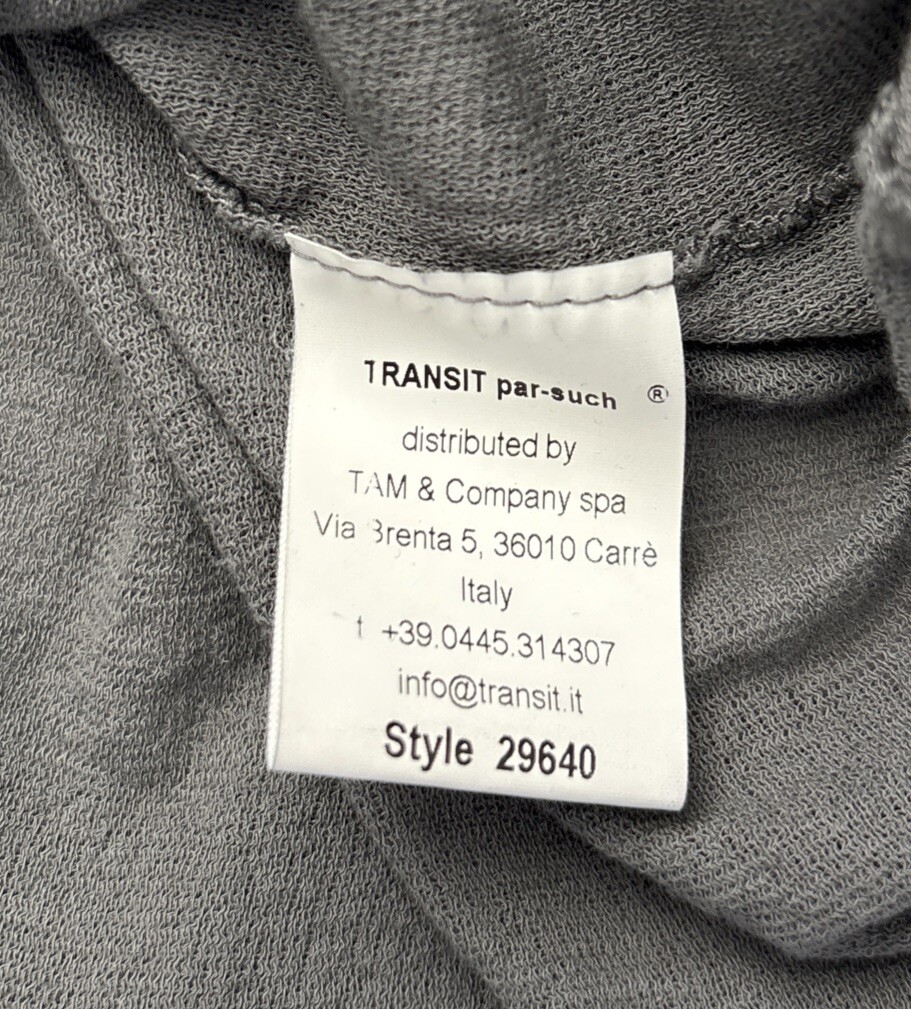 TRANSIT par-such ®
distributed by
TAM & Company spa
Via Brenta 5, 36010 Carrè
Italy
t +39.0445.314307
info@transit.it
Style 29640